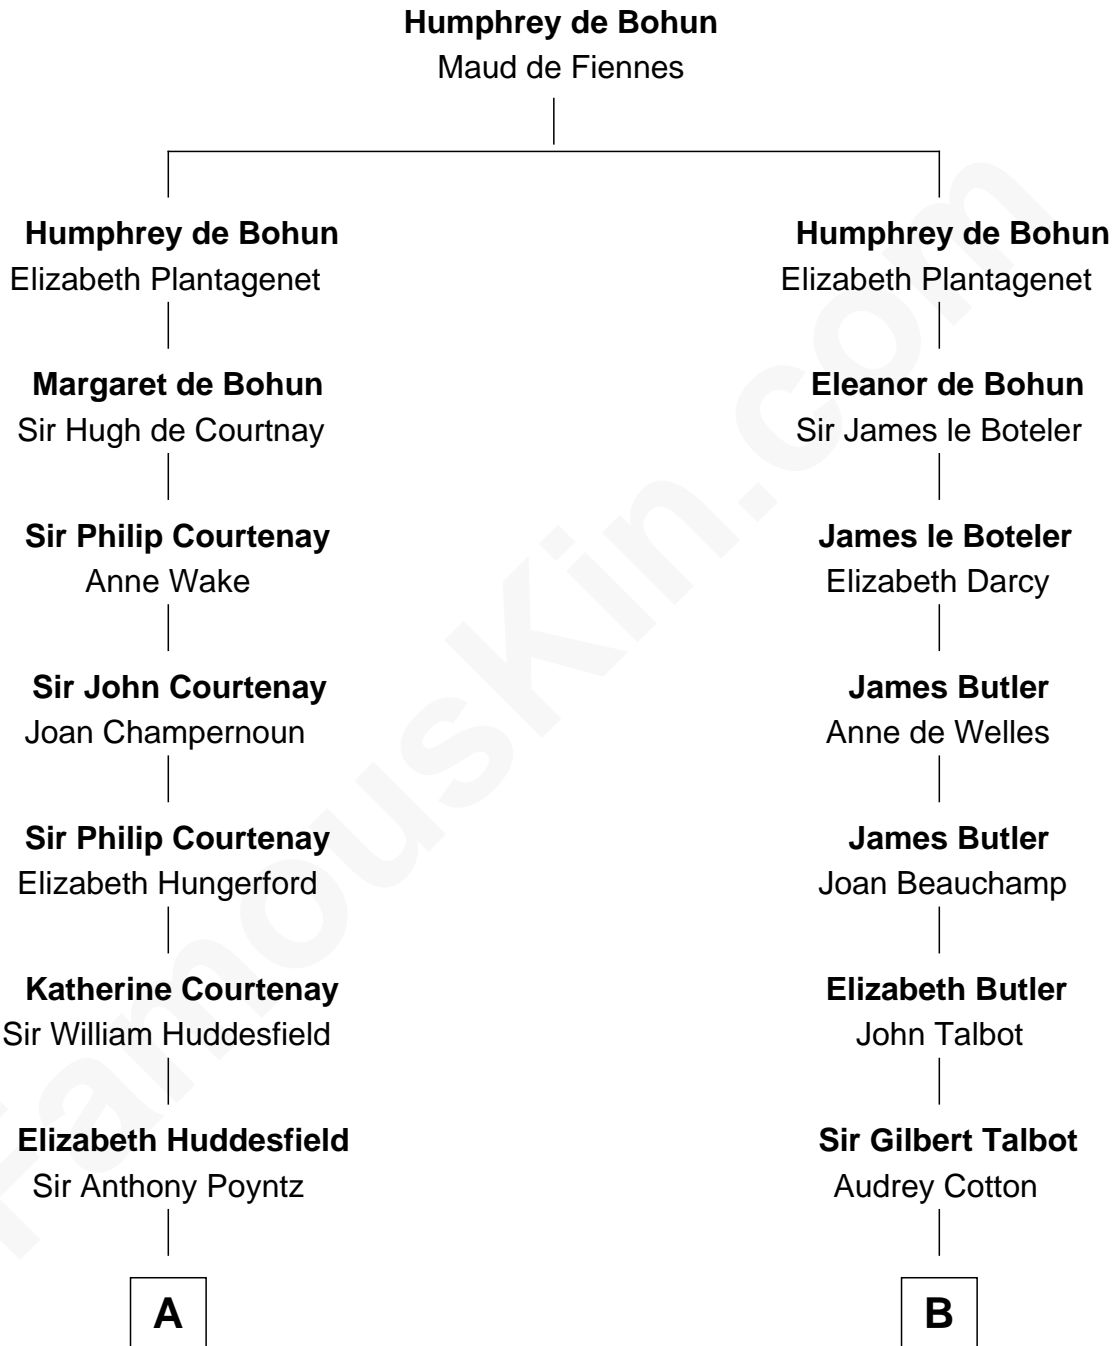 Humphrey de Bohun
Maud de Fiennes
Humphrey de Bohun
Elizabeth Plantagenet
Margaret de Bohun
Sir Hugh de Courtnay
Sir Philip Courtenay
Anne Wake
Sir John Courtenay
Joan Champernoun
Sir Philip Courtenay
Elizabeth Hungerford
Katherine Courtenay
Sir William Huddesfield
Elizabeth Huddesfield
Sir Anthony Poyntz
A
Humphrey de Bohun
Elizabeth Plantagenet
Eleanor de Bohun
Sir James le Boteler
James le Boteler
Elizabeth Darcy
James Butler
Anne de Welles
James Butler
Joan Beauchamp
Elizabeth Butler
John Talbot
Sir Gilbert Talbot
Audrey Cotton
B
FamousKin.com